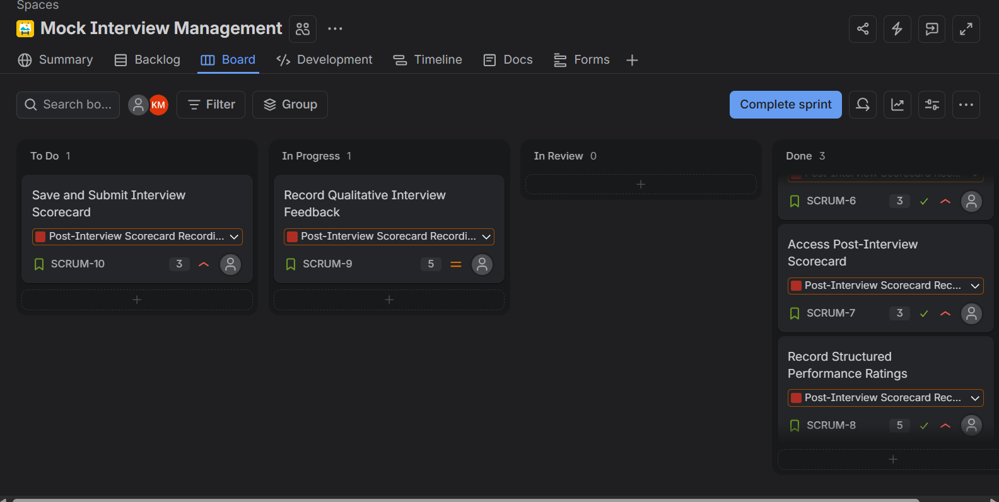 Spaces
Mock Interview Management
Summary
Backlog
Board
Development
Timeline
Docs
Forms
Search bo...
KM
Filter
Group
Complete sprint
To Do 1
Save and Submit Interview
Scorecard
Post-Interview Scorecard Recordi...
SCRUM-10
3
In Progress 1
Record Qualitative Interview
Feedback
Post-Interview Scorecard Recordi...
SCRUM-9
5
In Review 0
Done 3
Post-Interview Scorecard Rec...
SCRUM-6
3
Access Post-Interview
Scorecard
Post-Interview Scorecard Rec...
SCRUM-7
3
Record Structured
Performance Ratings
Post-Interview Scorecard Rec...
SCRUM-8
5